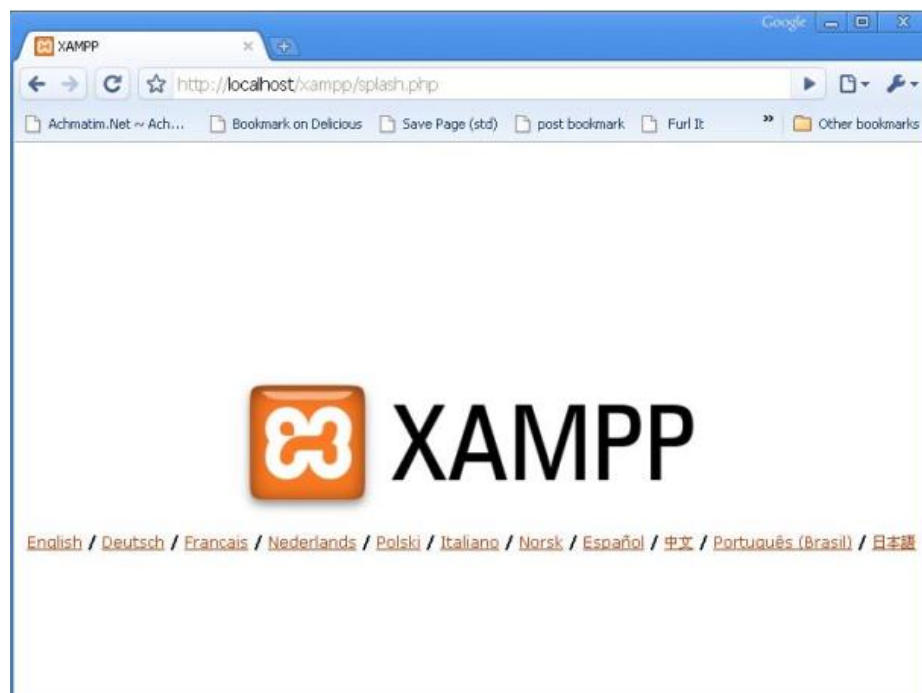 Google
XAMPP
http://localhost/xampp/splash.php
Achmatim.Net ~ Ach... Bookmark on Delicious Save Page (std) post bookmark Furl It » Other bookmarks
XAMPP
English / Deutsch / Francais / Nederlands / Polski / Italiano / Norsk / Español / 中文 / Português (Brasil) / 日本語